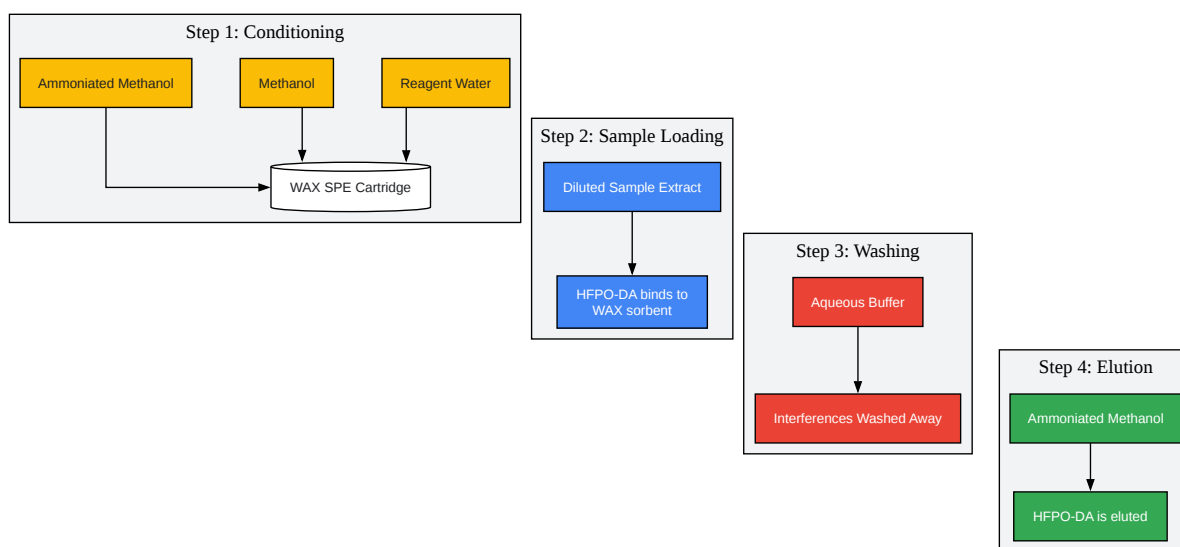 Step 1: Conditioning
Ammoniated Methanol
Methanol
Reagent Water
WAX SPE Cartridge
Step 2: Sample Loading
Diluted Sample Extract
HFPO-DA binds to
WAX sorbent
Step 3: Washing
Aqueous Buffer
Interferences Washed Away
Step 4: Elution
Ammoniated Methanol
HFPO-DA is eluted